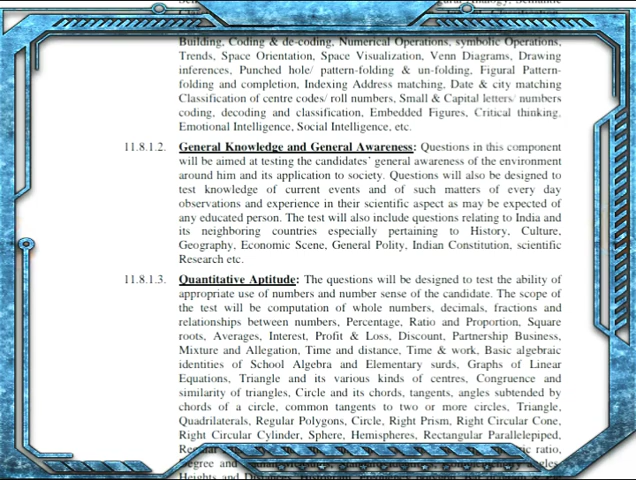 Building, Coding & de-coding, Numerical Operations, symbolic Operations,
Trends, Space Orientation, Space Visualization, Venn Diagrams, Drawing
inferences, Punched hole/ pattern-folding & un-folding, Figural Pattern-
folding and completion, Indexing Address matching, Date & city matching
Classification of centre codes/ roll numbers, Small & Capital letters/ numbers
coding, decoding and classification, Embedded Figures, Critical thinking,
Emotional Intelligence, Social Intelligence, etc.
11.8.1.2. General Knowledge and General Awareness: Questions in this component
will be aimed at testing the candidates' general awareness of the environment
around him and its application to society. Questions will also be designed to
test knowledge of current events and of such matters of every day
observations and experience in their scientific aspect as may be expected of
any educated person. The test will also include questions relating to India and
its neighboring countries especially pertaining to History, Culture,
Geography, Economic Scene, General Polity, Indian Constitution, scientific
Research etc.
11.8.1.3. Quantitative Aptitude: The questions will be designed to test the ability of
appropriate use of numbers and number sense of the candidate. The scope of
the test will be computation of whole numbers, decimals, fractions and
relationships between numbers, Percentage, Ratio and Proportion, Square
roots, Averages, Interest, Profit & Loss, Discount, Partnership Business,
Mixture and Allegation, Time and distance, Time & work, Basic algebraic
identities of School Algebra and Elementary surds, Graphs of Linear
Equations, Triangle and its various kinds of centres, Congruence and
similarity of triangles, Circle and its chords, tangents, angles subtended by
chords of a circle, common tangents to two or more circles, Triangle,
Quadrilaterals, Regular Polygons, Circle, Right Prism, Right Circular Cone,
Right Circular Cylinder, Sphere, Hemispheres, Rectangular Parallelepiped,
ratio,
Degree and
Heights and